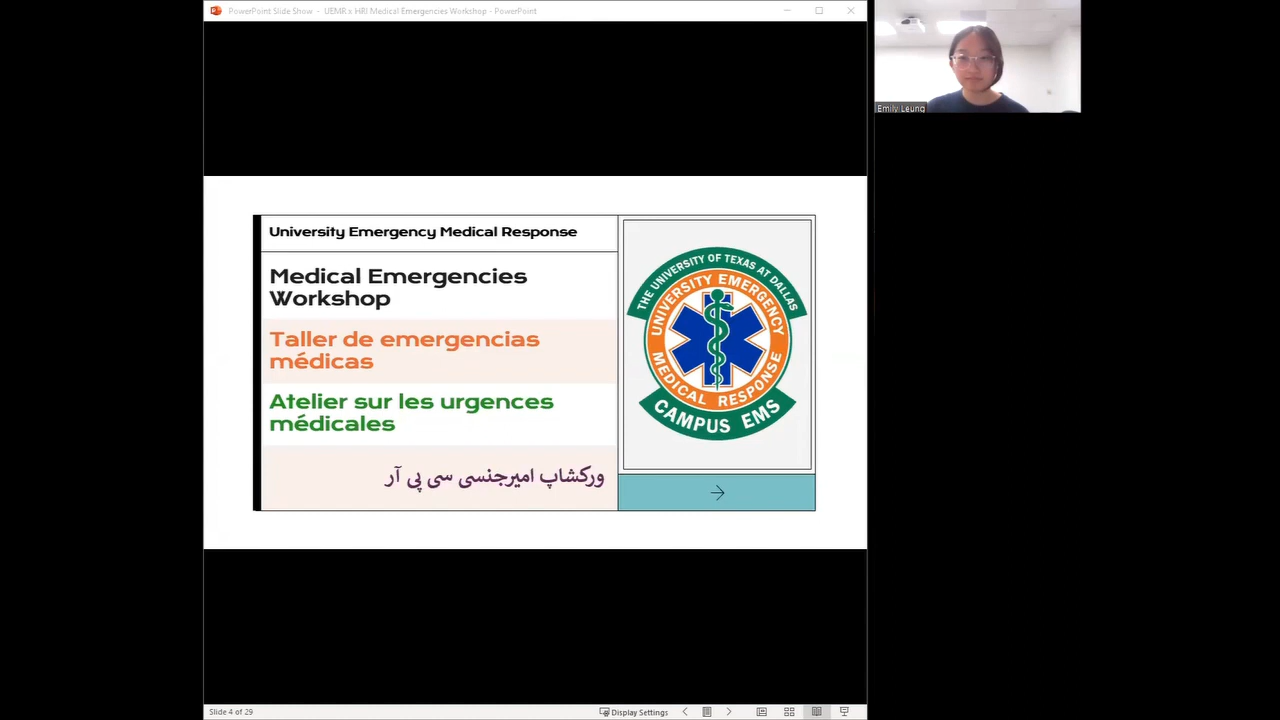 PowerPoint Slide Show - UEMR x HRI Medical Emergencies Workshop - PowerPoint
Emily Leung
University Emergency Medical Response
Medical Emergencies
Workshop
Taller de emergencias
médicas
Atelier sur les urgences
médicales
ورکشاپ امیرجنسی سی پی آر
THE UNIVERSITY OF TEXAS AT DALLAS
UNIVERSITY EMERGENCY
MEDICAL RESPONSE
CAMPUS EMS
Slide 4 of 29
Display Settings